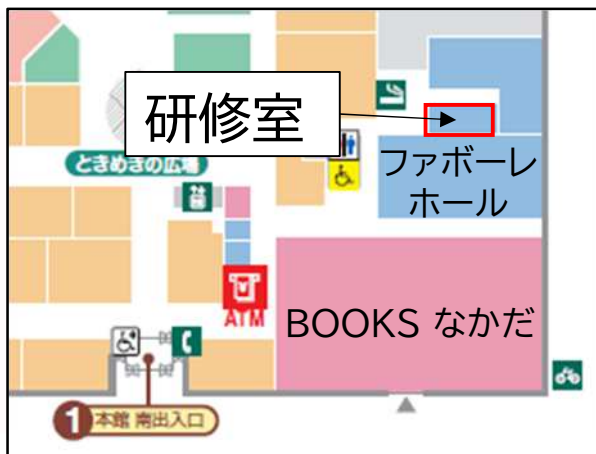 研修室
ときめきの広場
ファボーレ
ホール
ATM
BOOKS なかだ
1 本館 南出入口